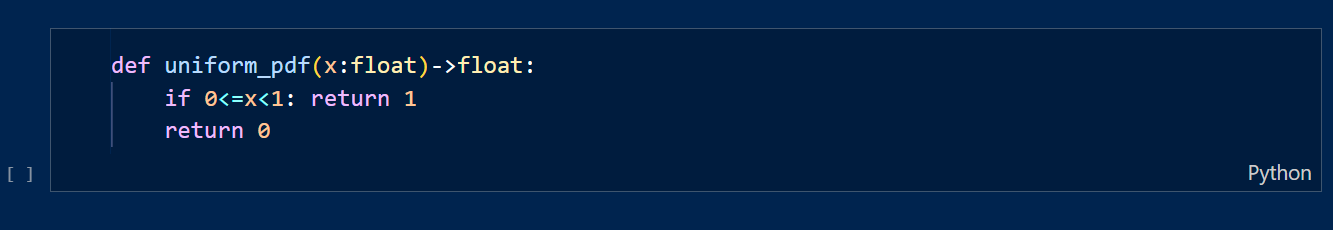 def uniform_pdf(x:float)->float:
    if 0<=x<1: return 1
    return 0
[ ]
Python